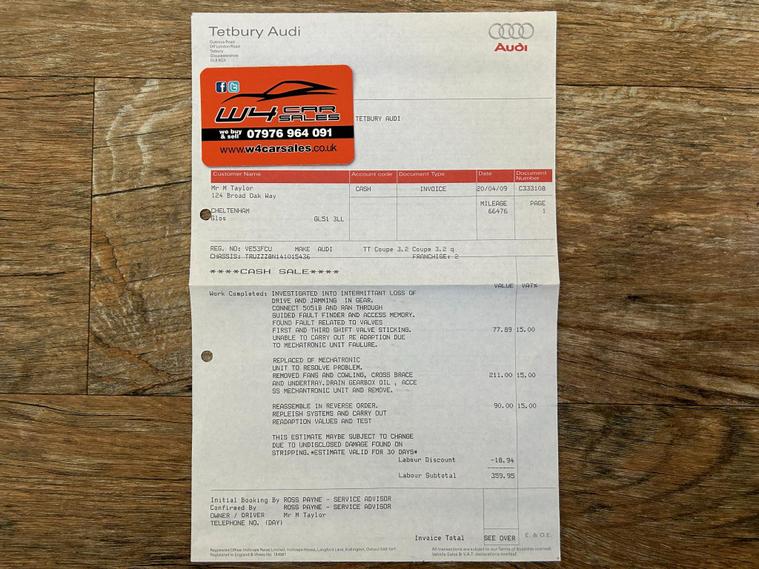 Tetbury Audi
London Road
Tetbury
Gloucestershire
Audi
W4 CAR SALES
we buy & sell 07976 964 091
www.w4carsales.co.uk
TETBURY AUDI
Customer Name Account code Document Type Date Document Number
Mr M Taylor CASH INVOICE 20/04/09 C333108
124 Broad Oak Way
MILEAGE PAGE
CHELTENHAM 66476 1
Glos GL51 3LL
REG. NO: VE53FCU MAKE AUDI TT Coupe 3.2 Coupe 3.2 q
CHASSIS: TRUZZZ8N141015436 FRANCHISE: 2
****CASH SALE****
VALUE VAT%
Work Completed: INVESTIGATED INTO INTERMITTANT LOSS OF
DRIVE AND JAMMING IN GEAR.
CONNECT 5051B AND RAN THROUGH
GUIDED FAULT FINDER AND ACCESS MEMORY.
FOUND FAULT RELATED TO VALVES
FIRST AND THIRD SHIFT VALVE STICKING. 77.89 15.00
UNABLE TO CARRY OUT RE ADAPTION DUE
TO MECHATRONIC UNIT FAULURE.
REPLACED OF MECHATRONIC
UNIT TO RESOLVE PROBLEM.
REMOVED FANS AND COWLING, CROSS BRACE 211.00 15.00
AND UNDERTRAY.DRAIN GEARBOX OIL , ACCE
SS MECHANTRONIC UNIT AND REMOVE.
REASSEMBLE IN REVERSE ORDER. 90.00 15.00
REPLEISH SYSTEMS AND CARRY OUT
READAPTION VALUES AND TEST
THIS ESTIMATE MAYBE SUBJECT TO CHANGE
DUE TO UNDISCLOSED DAMAGE FOUND ON
STRIPPING.*ESTIMATE VALID FOR 30 DAYS*
Labour Discount -18.94
Labour Subtotal 359.95
Initial Booking By ROSS PAYNE - SERVICE ADVISOR
Confirmed By ROSS PAYNE - SERVICE ADVISOR
OWNER / DRIVER Mr M Taylor
TELEPHONE NO. (DAY)
Invoice Total SEE OVER E. & O.E.